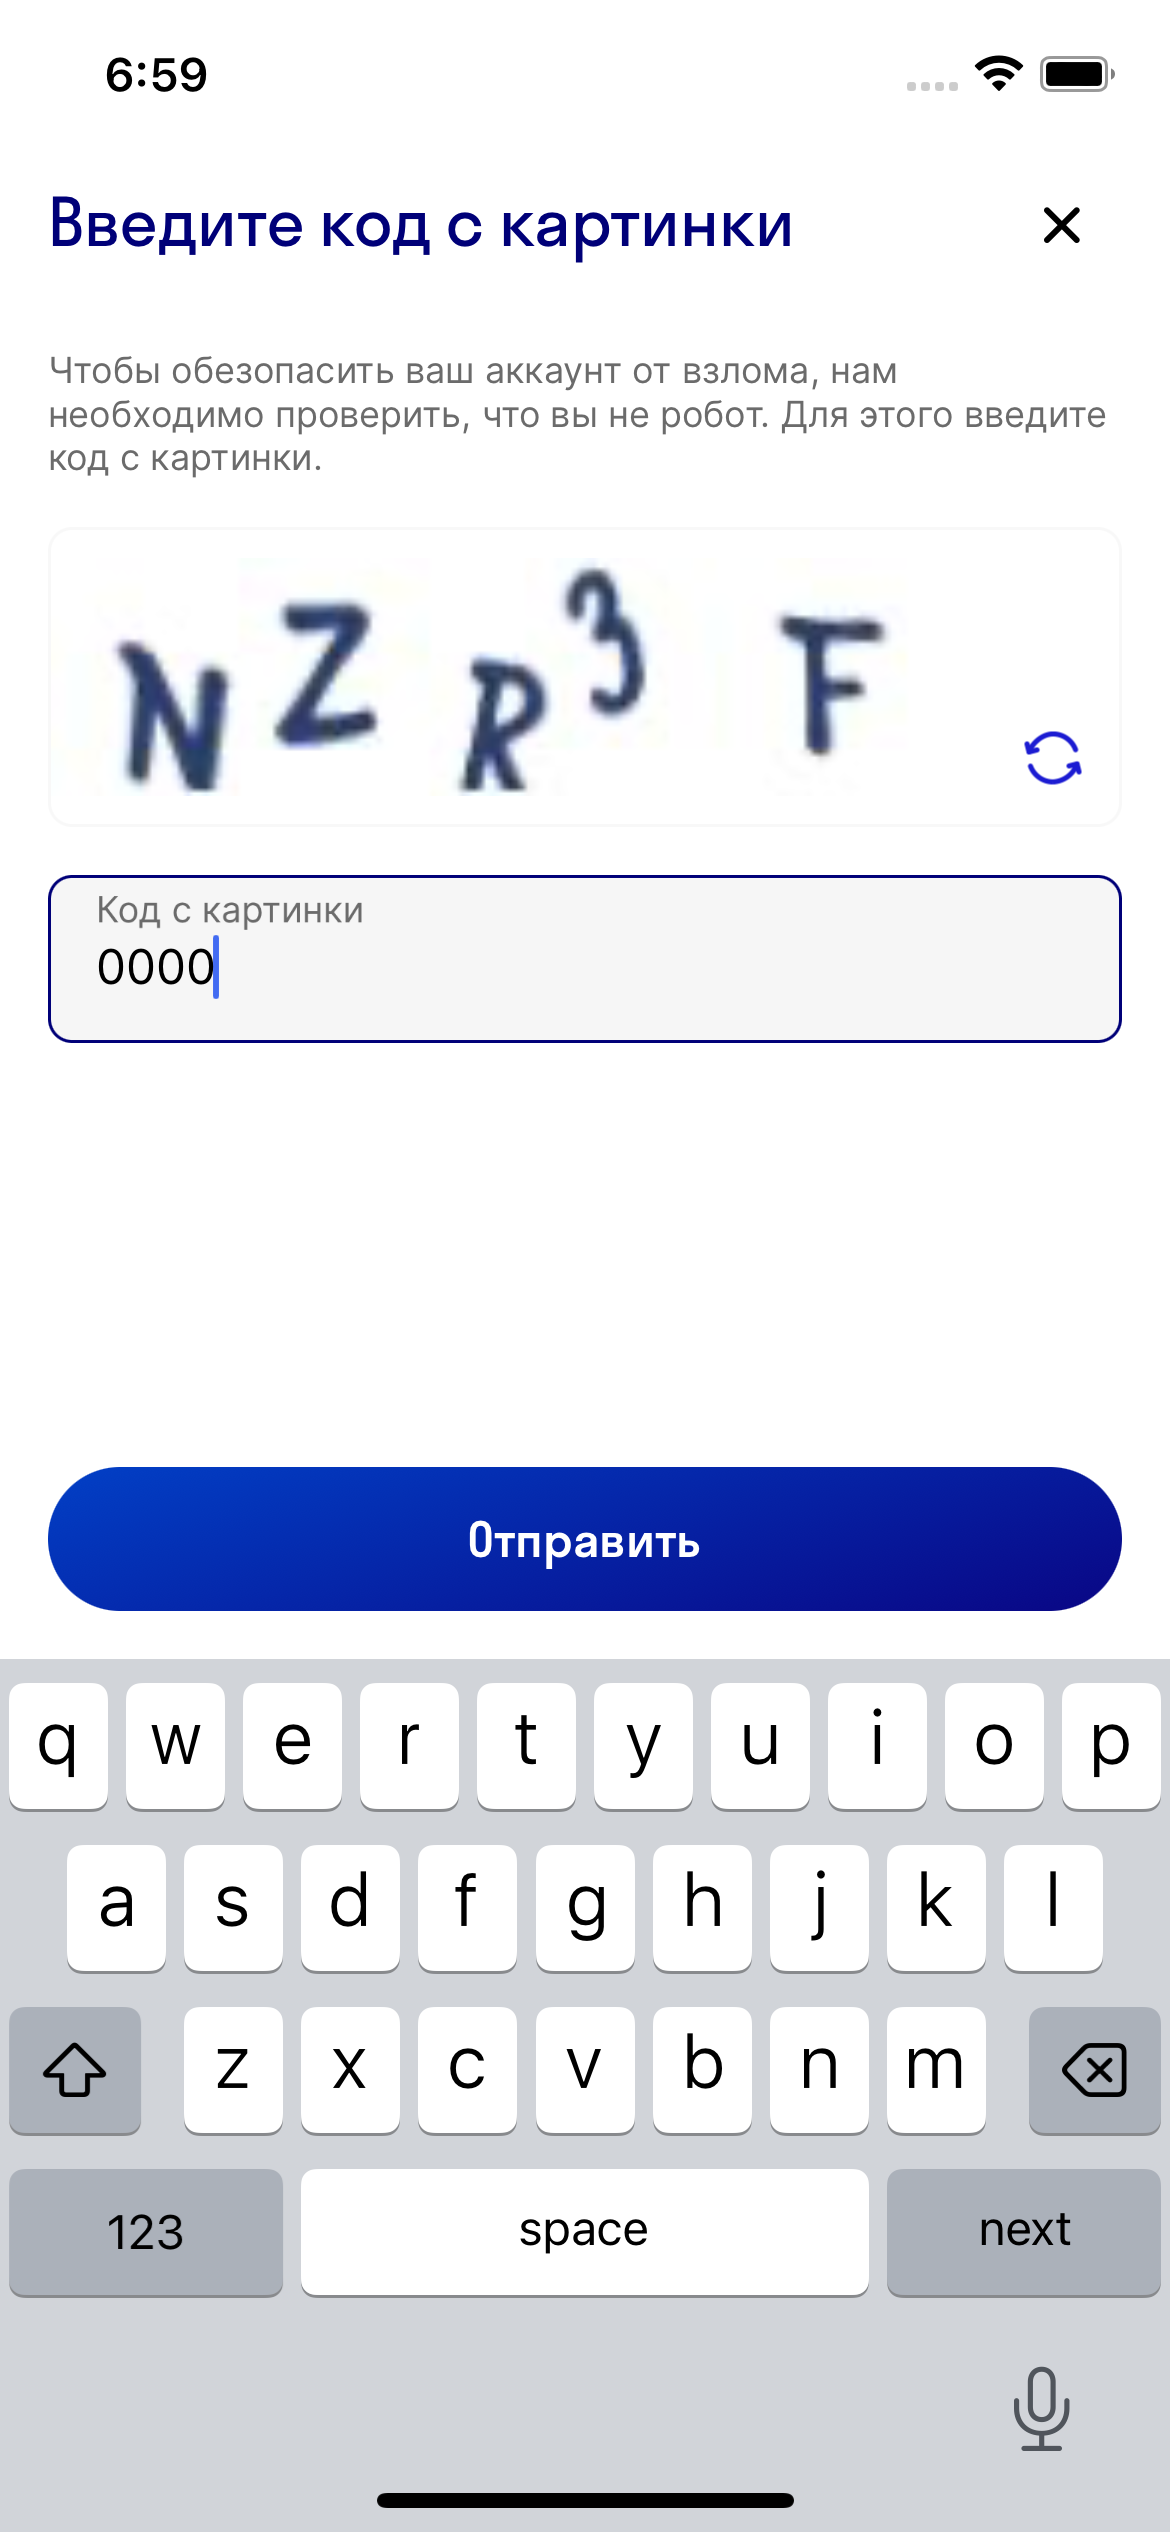 6:59
Введите код с картинки
Чтобы обезопасить ваш аккаунт от взлома, нам
необходимо проверить, что вы не робот. Для этого введите
код с картинки.
NZR3F
Код с картинки
0000
Отправить
q w e r t y u i o p
a s d f g h j k l
z x c v b n m
123 space next